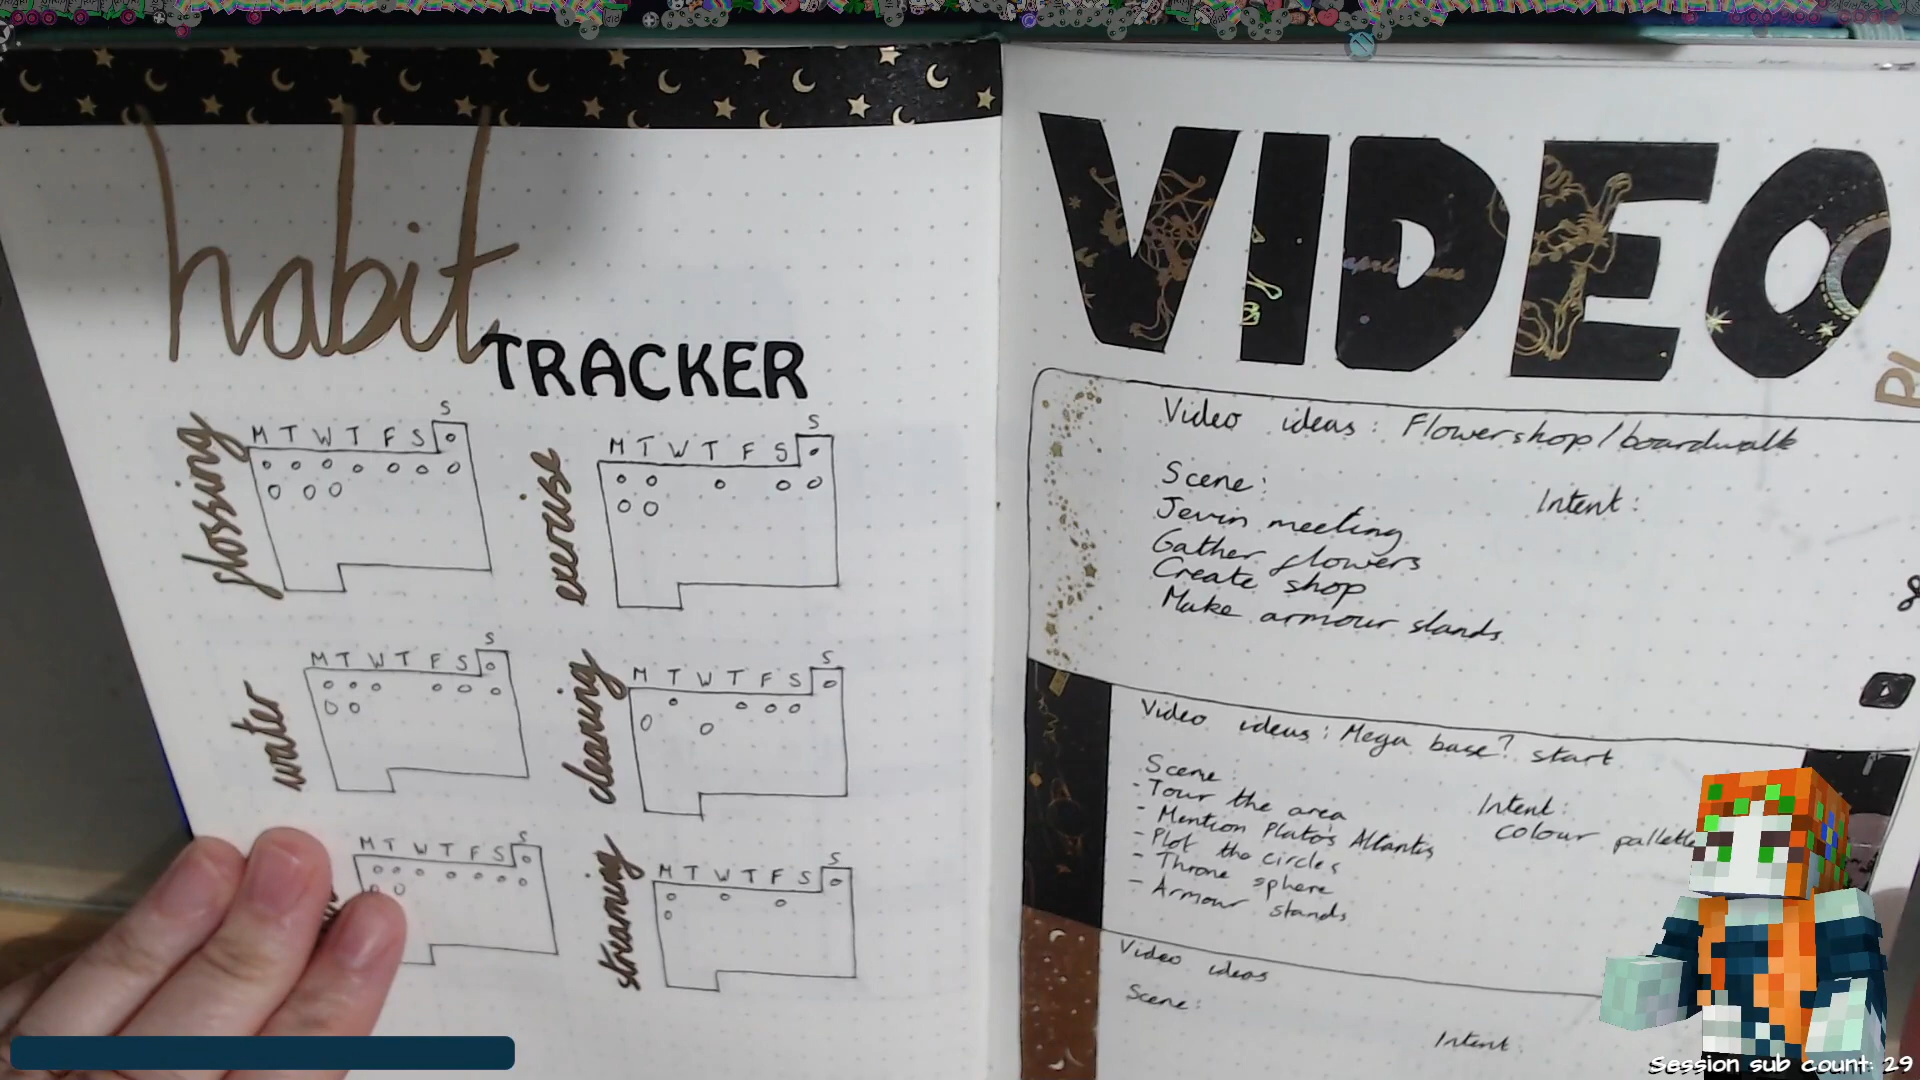 habit
TRACKER
flossing
S
M T W T F S
exercise
S
M T W T F S
water
S
M T W T F S
cleaning
S
M T W T F S
S
M T W T F S
streaming
S
M T W T F S
VIDEO
Video ideas: Flowershop/boardwalk
Scene:
Intent:
Jevin meeting
Gather flowers
Create shop
Make armour stands
Video ideas: Mega base? start
Scene
Intent:
- Tour the area
colour pallette
- Mention Plato's Altantis
- Plot the circles
- Throne sphere
- Armour stands
Video ideas
Scene:
Intent
Session sub count: 29